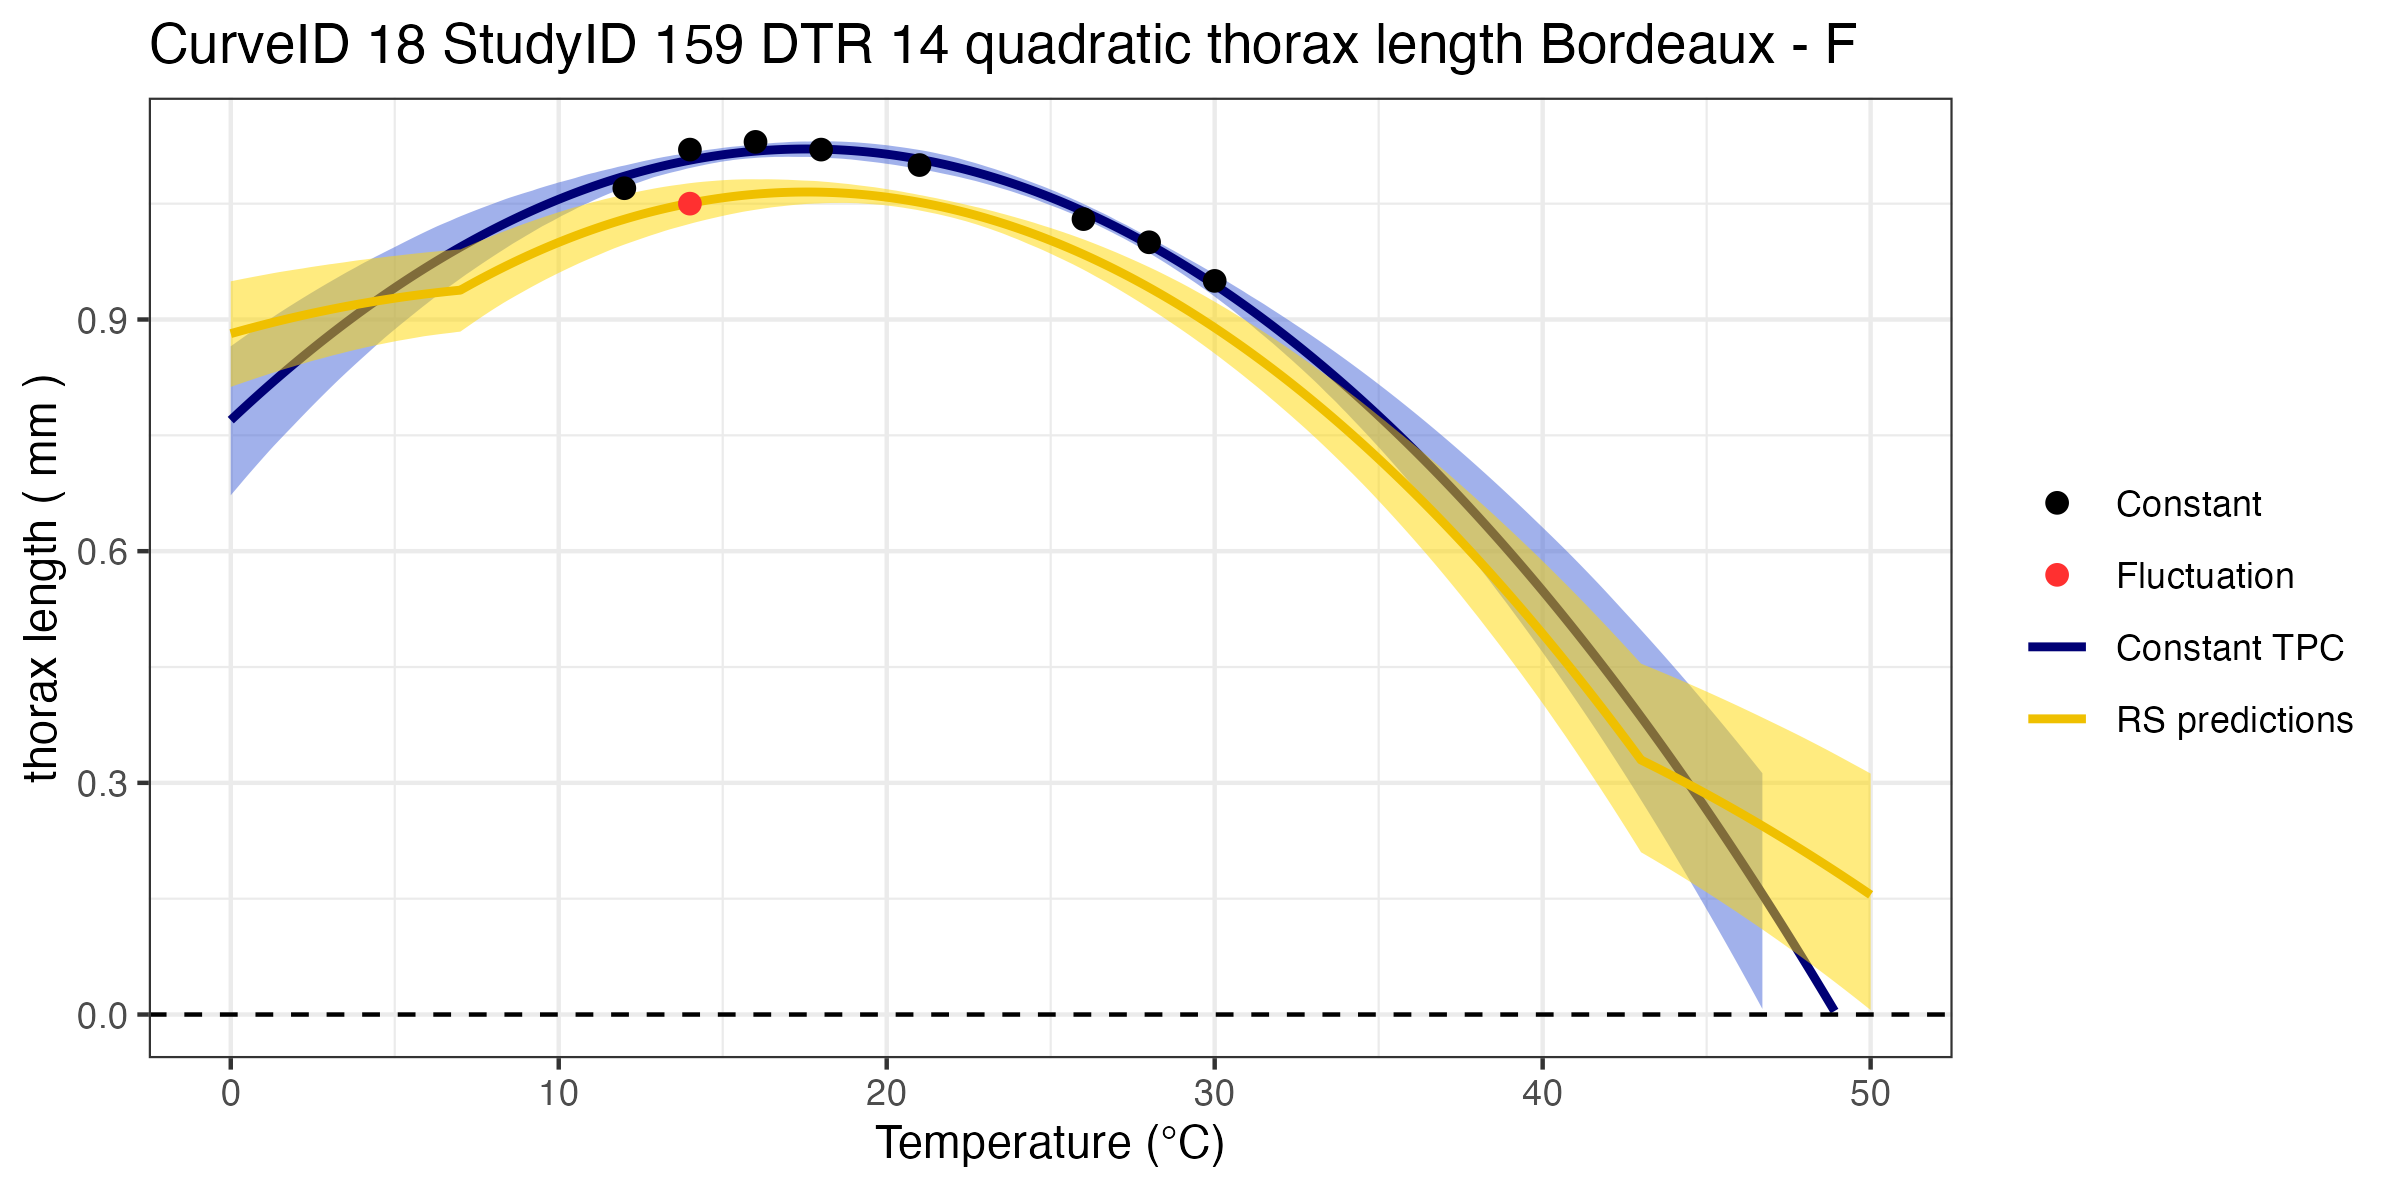 CurveID 18 StudyID 159 DTR 14 quadratic thorax length Bordeaux - F
thorax length ( mm )
0.9
0.6
0.3
0.0
0 10 20 30 40 50
Temperature (°C)
Constant
Fluctuation
Constant TPC
RS predictions